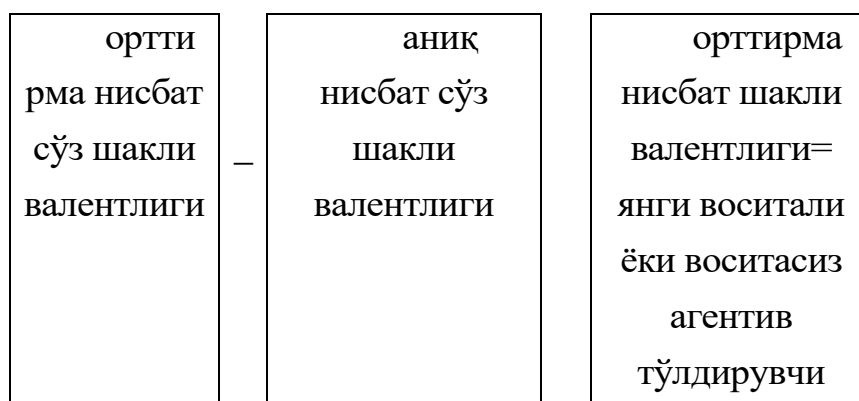 ортти
рма нисбат
сўз шакли
валентлиги
–
аниқ
нисбат сўз
шакли
валентлиги
орттирма
нисбат шакли
валентлиги=
янги воситали
ёки воситасиз
агентив
тўлдирувчи